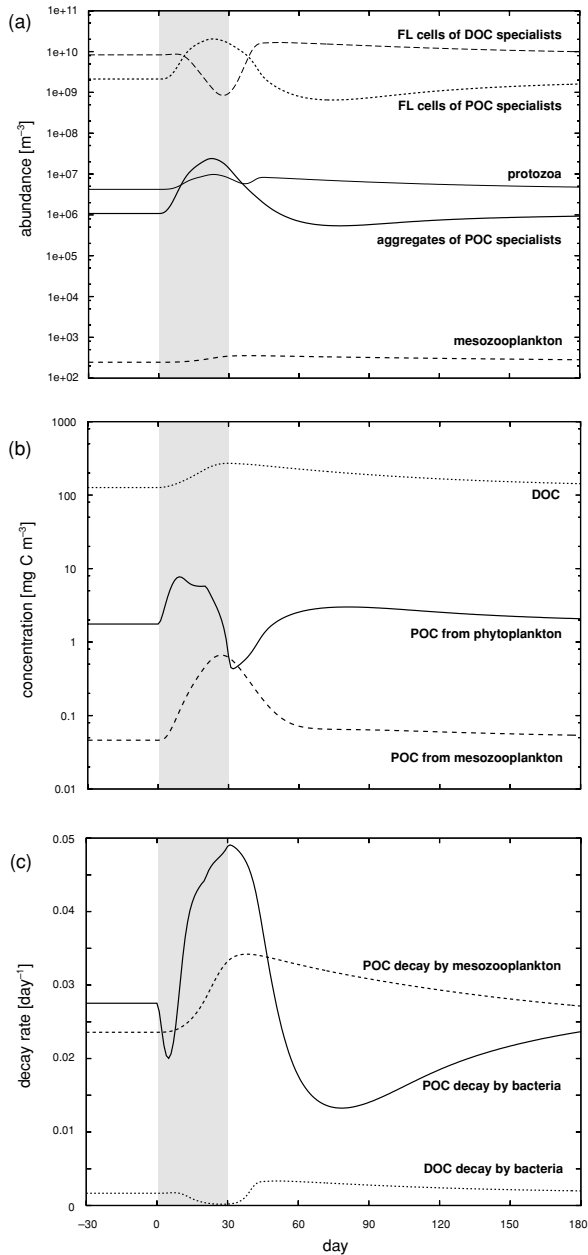 (a)
1e+11
1e+10
1e+09
1e+08
1e+07
1e+06
1e+05
1e+04
1e+03
1e+02
abundance [m⁻³]
FL cells of DOC specialists
FL cells of POC specialists
protozoa
aggregates of POC specialists
mesozooplankton
(b)
1000
100
10
1
0.1
0.01
concentration [mg C m⁻³]
DOC
POC from phytoplankton
POC from mesozooplankton
(c)
0.05
0.04
0.03
0.02
0.01
0
decay rate [day⁻¹]
POC decay by mesozooplankton
POC decay by bacteria
DOC decay by bacteria
−30 0 30 60 90 120 150 180
day